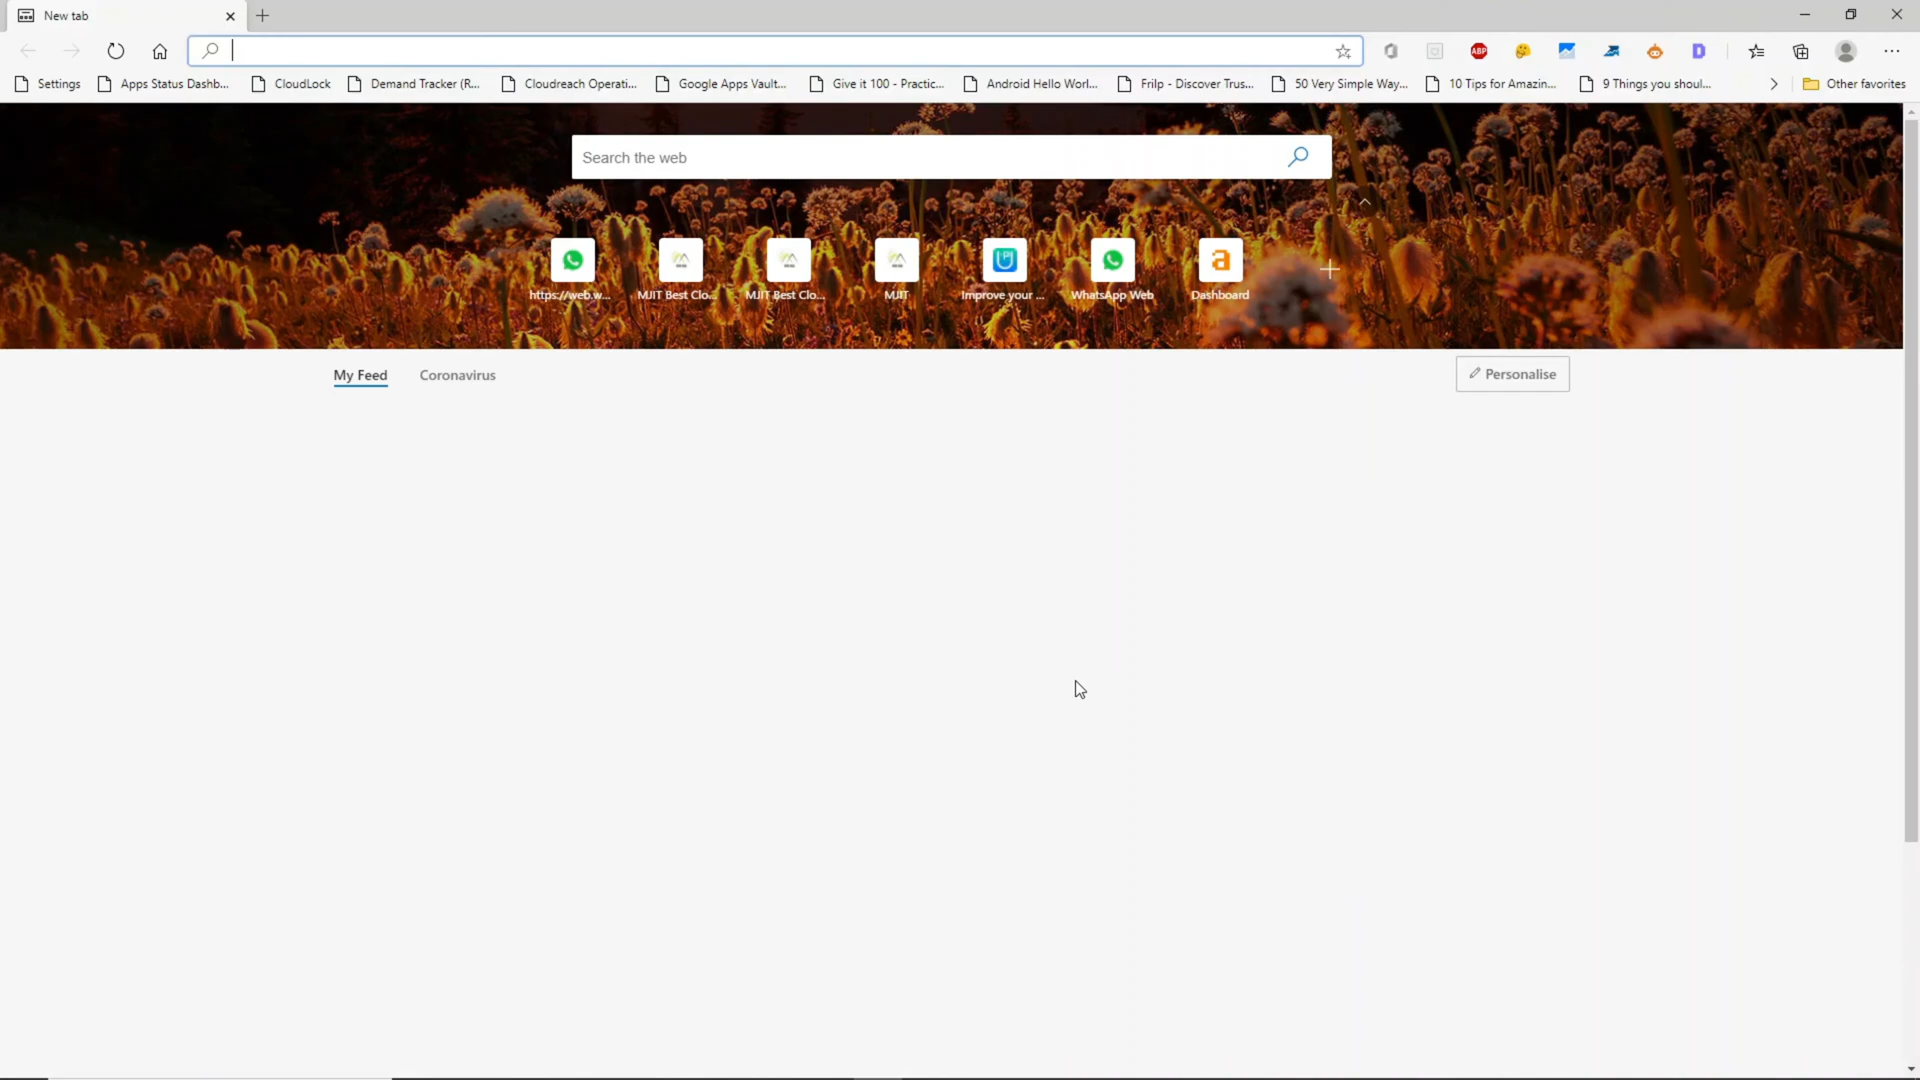 New tab
Settings Apps Status Dashb... CloudLock Demand Tracker (R... Cloudreach Operati... Google Apps Vault... Give it 100 - Practic... Android Hello Worl... Frilp - Discover Trus... 50 Very Simple Way... 10 Tips for Amazin... 9 Things you shoul... Other favorites
ABP
Search the web
https://web.w... MJIT Best Clo... MJIT Best Clo... MJIT Improve your ... WhatsApp Web Dashboard
My Feed Coronavirus Personalise